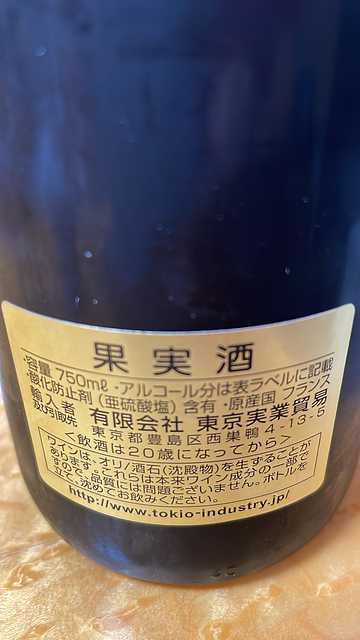 果実酒
・容量 750mℓ ・アルコール分は表ラベルに記載
・酸化防止剤(亜硫酸塩)含有 ・原産国 フランス
輸入者及び引取先 有限会社 東京実業貿易
東京都豊島区西巣鴨4-13-5
<飲酒は20歳になってから>
ワインは、オリ/酒石(沈殿物)を生ずることが
ありますが、これらは本来ワイン成分の一部で
すので、品質には問題ございません。ボトルを
立て、沈めてお飲みください。
http://www.tokio-industry.jp/